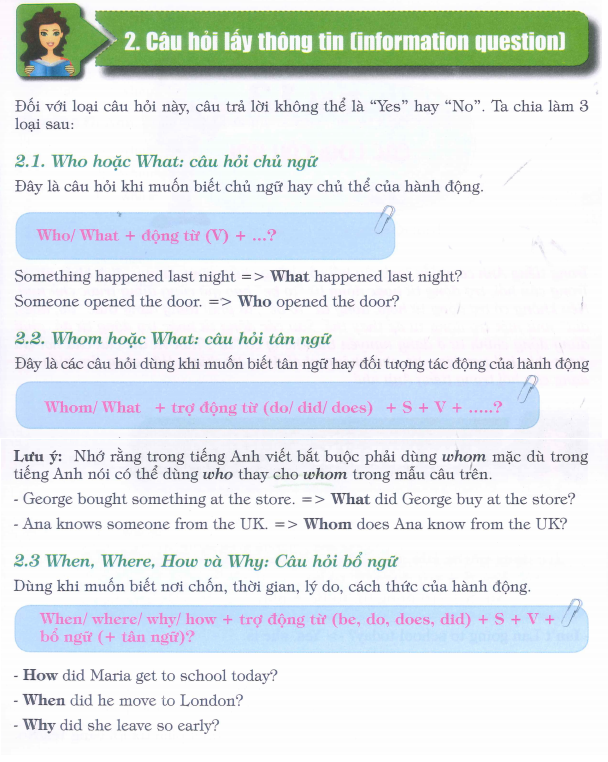 2. Câu hỏi lấy thông tin (information question)
Đối với loại câu hỏi này, câu trả lời không thể là “Yes” hay “No”. Ta chia làm 3
loại sau:
2.1. Who hoặc What: câu hỏi chủ ngữ
Đây là câu hỏi khi muốn biết chủ ngữ hay chủ thể của hành động.
Who/ What + động từ (V) + ...?
Something happened last night => What happened last night?
Someone opened the door. => Who opened the door?
2.2. Whom hoặc What: câu hỏi tân ngữ
Đây là các câu hỏi dùng khi muốn biết tân ngữ hay đối tượng tác động của hành động
Whom/ What + trợ động từ (do/ did/ does) + S + V + .....?
Lưu ý: Nhớ rằng trong tiếng Anh viết bắt buộc phải dùng whom mặc dù trong
tiếng Anh nói có thể dùng who thay cho whom trong mẫu câu trên.
- George bought something at the store. => What did George buy at the store?
- Ana knows someone from the UK. => Whom does Ana know from the UK?
2.3 When, Where, How và Why: Câu hỏi bổ ngữ
Dùng khi muốn biết nơi chốn, thời gian, lý do, cách thức của hành động.
When/ where/ why/ how + trợ động từ (be, do, does, did) + S + V +
bổ ngữ (+ tân ngữ)?
- How did Maria get to school today?
- When did he move to London?
- Why did she leave so early?